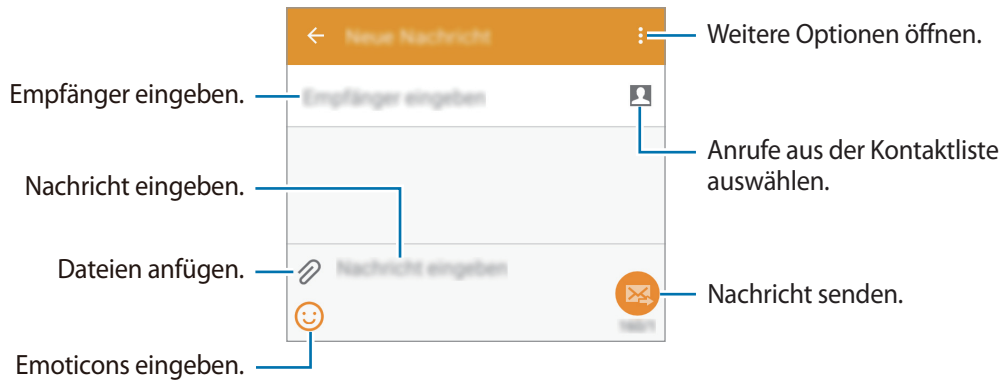 Neue Nachricht
Weitere Optionen öffnen.
Empfänger eingeben.
Empfänger eingeben
Anrufe aus der Kontaktliste
auswählen.
Nachricht eingeben.
Dateien anfügen.
Nachricht eingeben
Nachricht senden.
Emoticons eingeben.